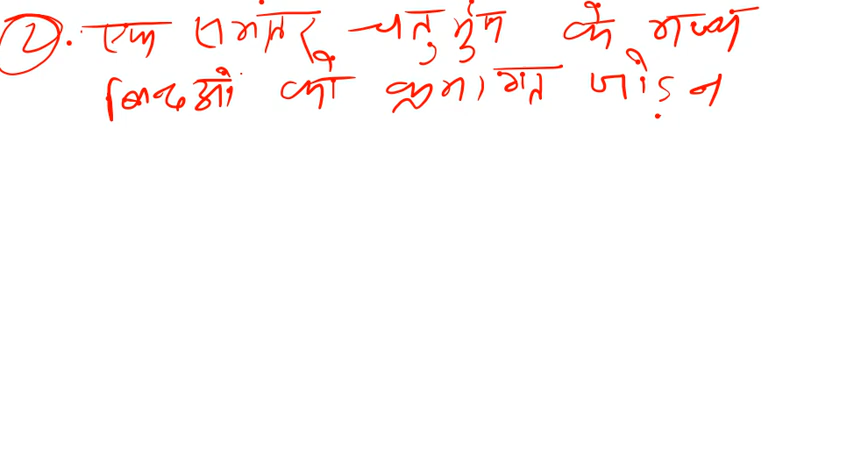 2. एक समांतर चतुर्भुज के मध्य
बिन्दुओं को क्रमागत जोड़न